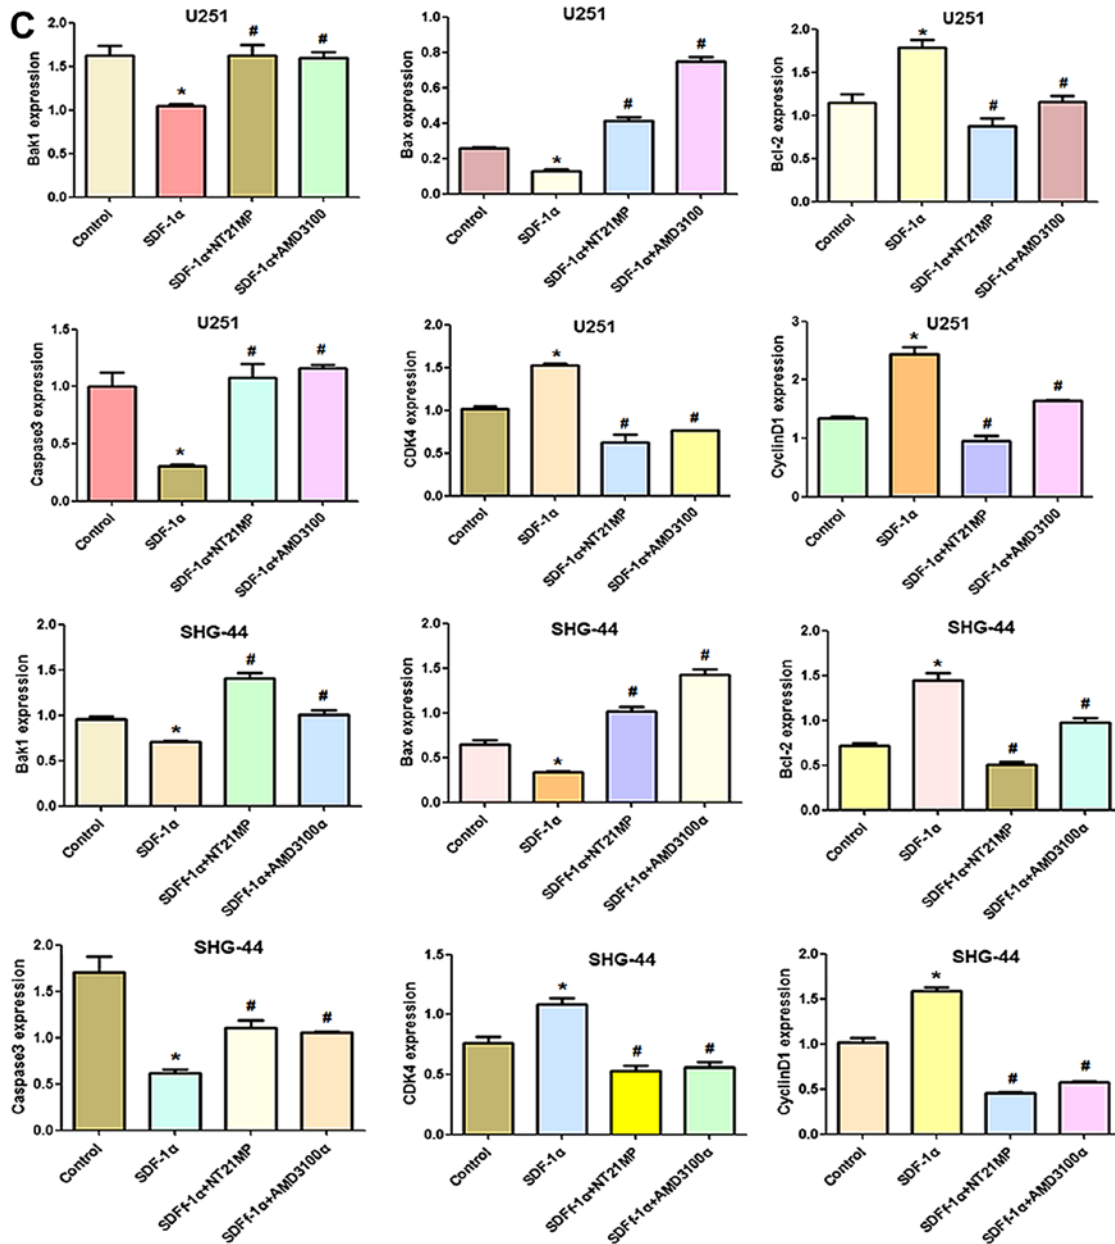 C
U251
Bak1 expression
2.0
1.5
1.0
0.5
0.0
*
#
#
Control
SDF-1α
SDF-1α+NT21MP
SDF-1α+AMD3100
U251
Bax expression
0.8
0.6
0.4
0.2
0.0
*
#
#
Control
SDF-1α
SDF-1α+NT21MP
SDF-1α+AMD3100
U251
Bcl-2 expression
2.0
1.5
1.0
0.5
0.0
*
#
#
Control
SDF-1α
SDF-1α+NT21MP
SDF-1α+AMD3100
U251
Caspase3 expression
1.5
1.0
0.5
0.0
*
#
#
Control
SDF-1α
SDF-1α+NT21MP
SDF-1α+AMD3100
U251
CDK4 expression
2.0
1.5
1.0
0.5
0.0
*
#
#
Control
SDF-1α
SDF-1α+NT21MP
SDF-1α+AMD3100
U251
CyclinD1 expression
3
2
1
0
*
#
#
Control
SDF-1α
SDF-1α+NT21MP
SDF-1α+AMD3100
SHG-44
Bak1 expression
2.0
1.5
1.0
0.5
0.0
*
#
#
Control
SDF-1α
SDFf-1α+NT21MP
SDFf-1α+AMD3100α
SHG-44
Bax expression
2.0
1.5
1.0
0.5
0.0
*
#
#
Control
SDF-1α
SDFf-1α+NT21MP
SDFf-1α+AMD3100α
SHG-44
Bcl-2 expression
2.0
1.5
1.0
0.5
0.0
*
#
#
Control
SDF-1α
SDFf-1α+NT21MP
SDFf-1α+AMD3100α
SHG-44
Caspase3 expression
2.0
1.5
1.0
0.5
0.0
*
#
#
Control
SDF-1α
SDFf-1α+NT21MP
SDFf-1α+AMD3100α
SHG-44
CDK4 expression
1.5
1.0
0.5
0.0
*
#
#
Control
SDF-1α
SDFf-1α+NT21MP
SDFf-1α+AMD3100α
SHG-44
CyclinD1 expression
2.0
1.5
1.0
0.5
0.0
*
#
#
Control
SDF-1α
SDFf-1α+NT21MP
SDFf-1α+AMD3100α